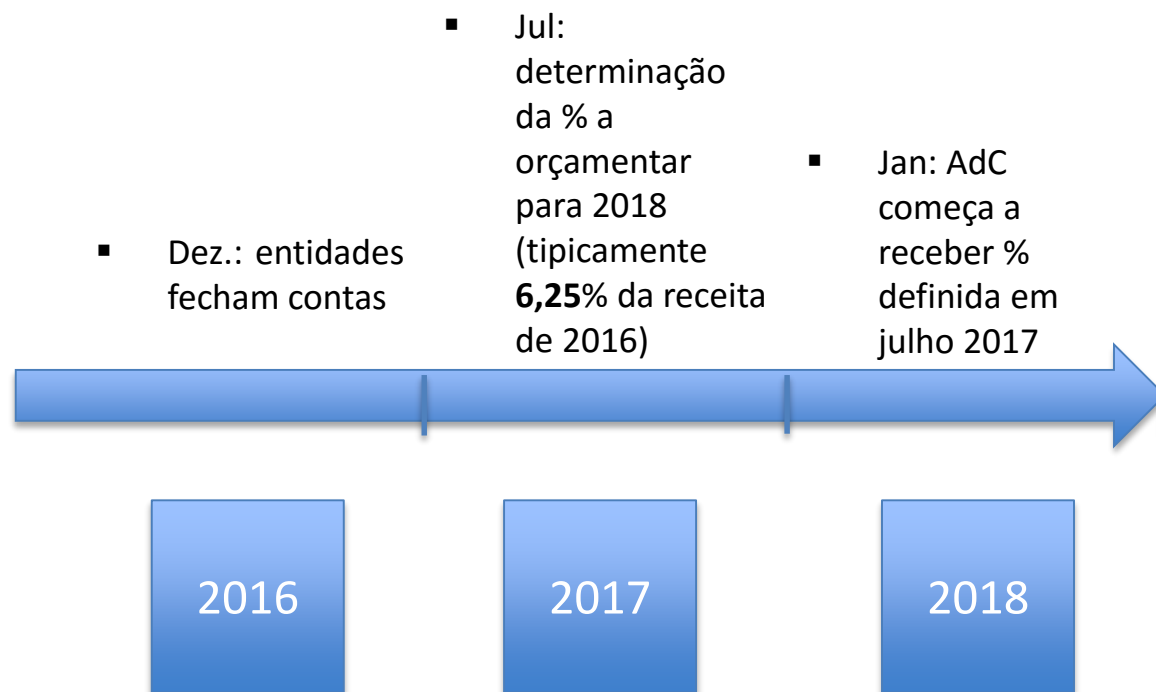 ▪ Dez.: entidades
fecham contas
▪ Jul:
determinação
da % a
orçamentar
para 2018
(tipicamente
6,25% da receita
de 2016)
▪ Jan: AdC
começa a
receber %
definida em
julho 2017
2016
2017
2018